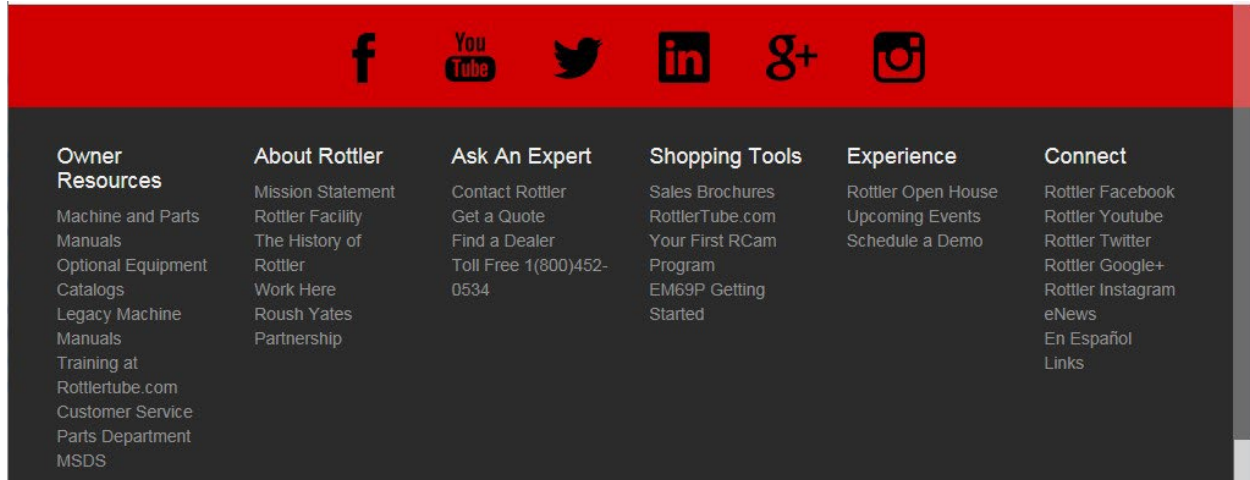 f
You
Tube
in
g+
Owner
Resources
Machine and Parts
Manuals
Optional Equipment
Catalogs
Legacy Machine
Manuals
Training at
Rottlertube.com
Customer Service
Parts Department
MSDS
About Rottler
Mission Statement
Rottler Facility
The History of
Rottler
Work Here
Roush Yates
Partnership
Ask An Expert
Contact Rottler
Get a Quote
Find a Dealer
Toll Free 1(800)452-
0534
Shopping Tools
Sales Brochures
RottlerTube.com
Your First RCam
Program
EM69P Getting
Started
Experience
Rottler Open House
Upcoming Events
Schedule a Demo
Connect
Rottler Facebook
Rottler Youtube
Rottler Twitter
Rottler Google+
Rottler Instagram
eNews
En Español
Links